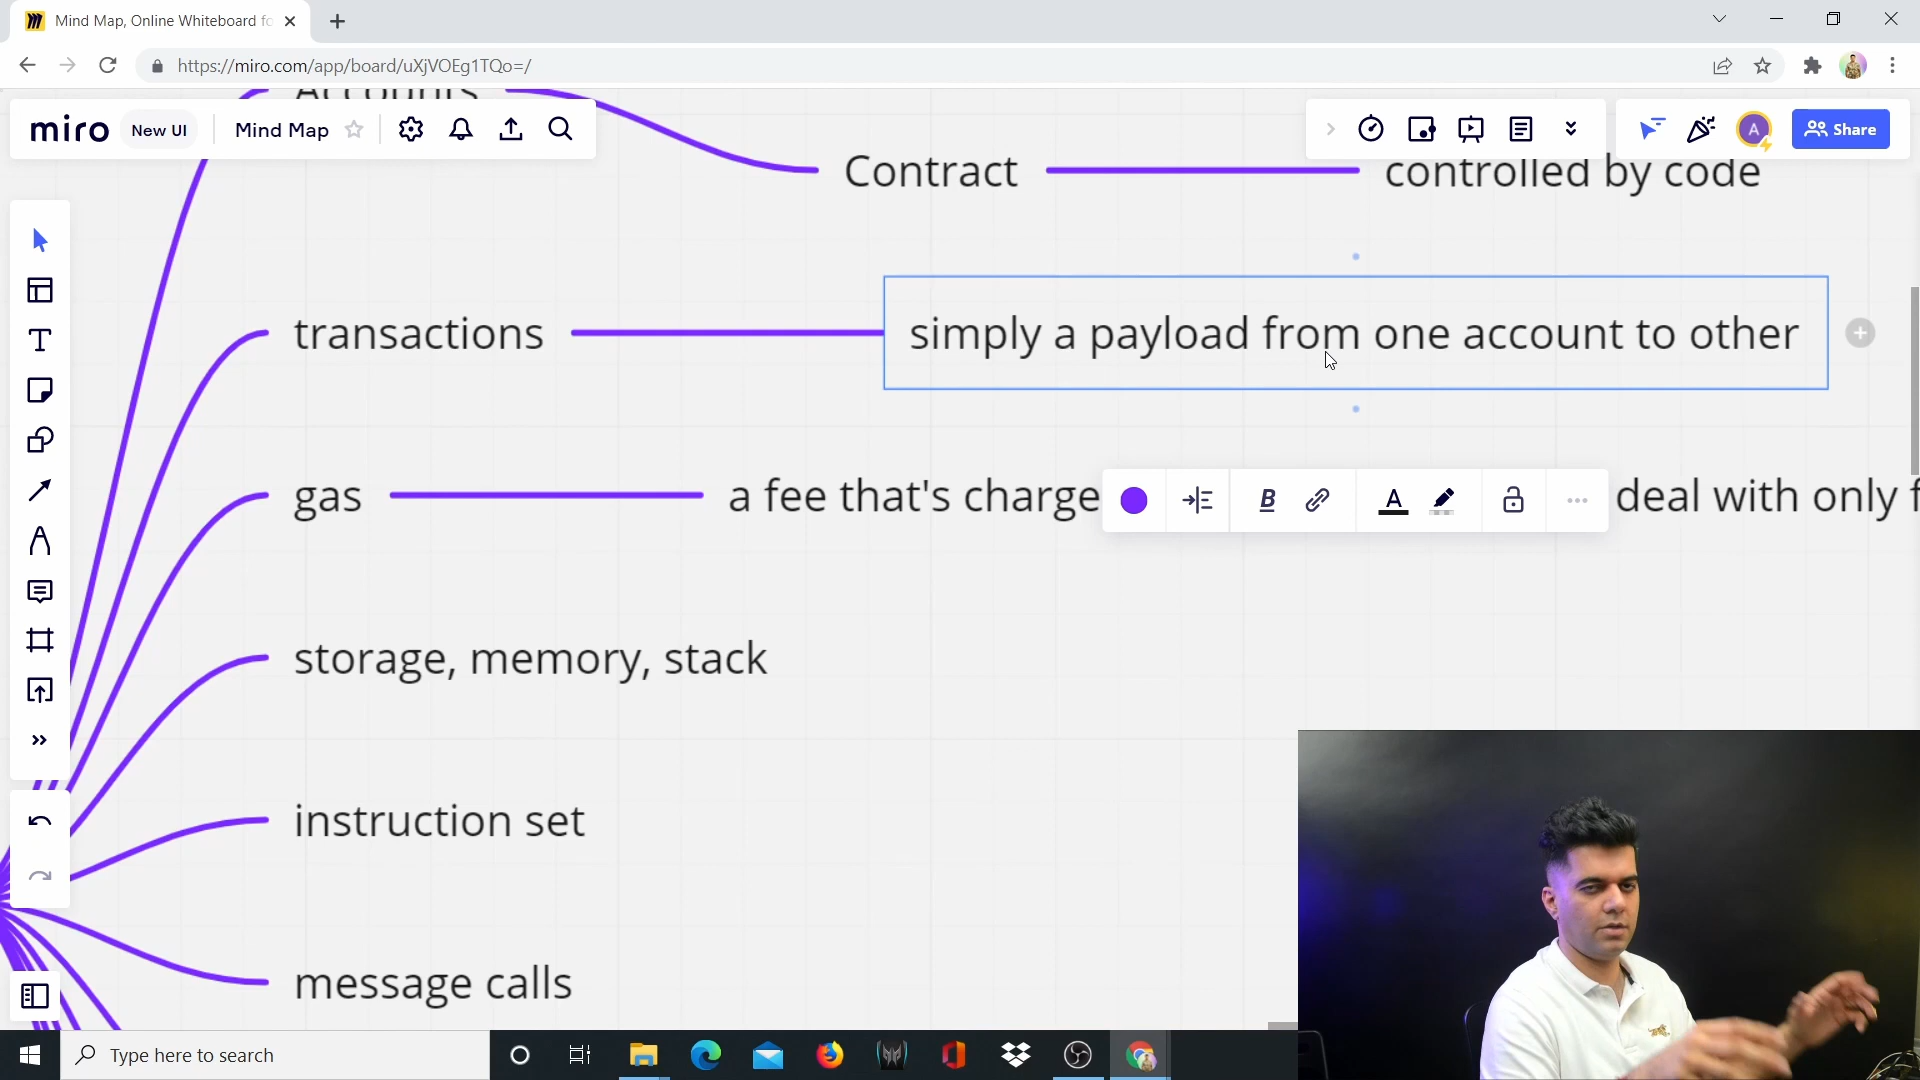 Mind Map, Online Whiteboard fo
https://miro.com/app/board/uXjVOEg1TQo=/
Accounts
miro
New UI
Mind Map
A
Share
Contract
controlled by code
transactions
simply a payload from one account to other
gas
a fee that's charge
deal with only f
B
A
storage, memory, stack
instruction set
message calls
Type here to search